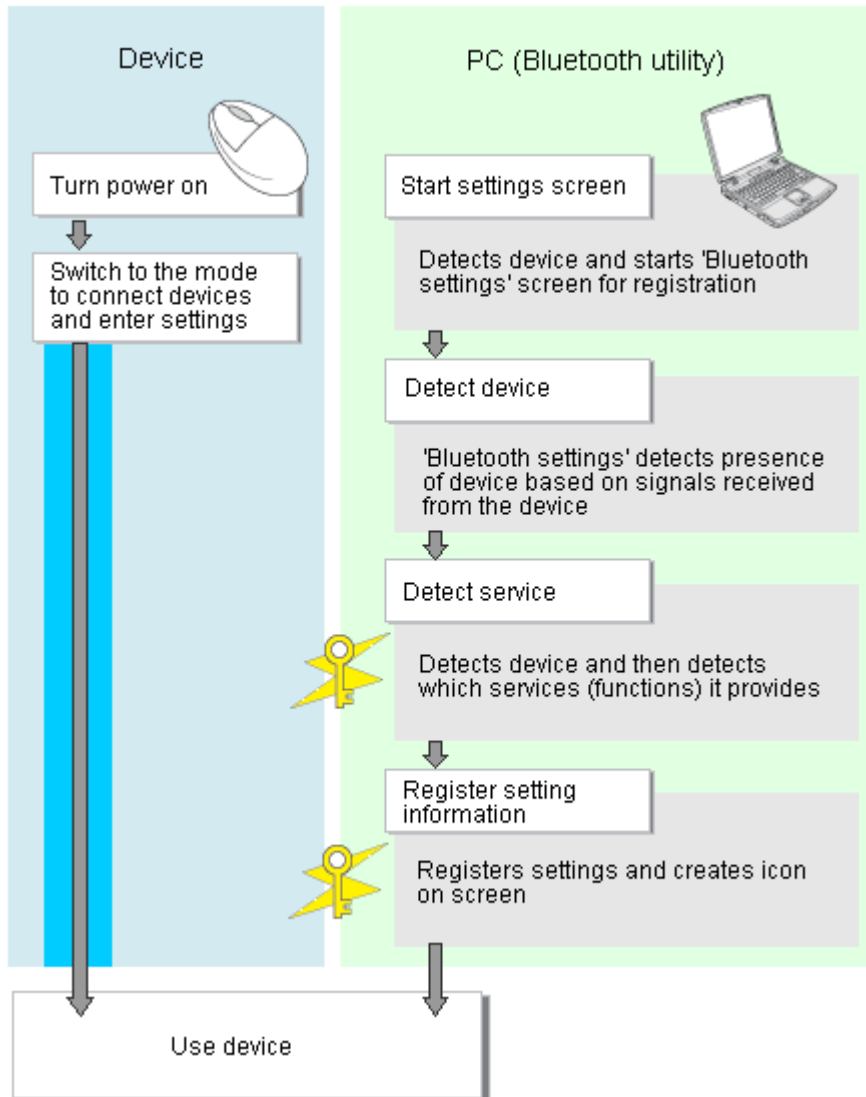 Device
Turn power on
Switch to the mode
to connect devices
and enter settings
PC (Bluetooth utility)
Start settings screen
Detects device and starts 'Bluetooth
settings' screen for registration
Detect device
'Bluetooth settings' detects presence
of device based on signals received
from the device
Detect service
Detects device and then detects
which services (functions) it provides
Register setting
information
Registers settings and creates icon
on screen
Use device